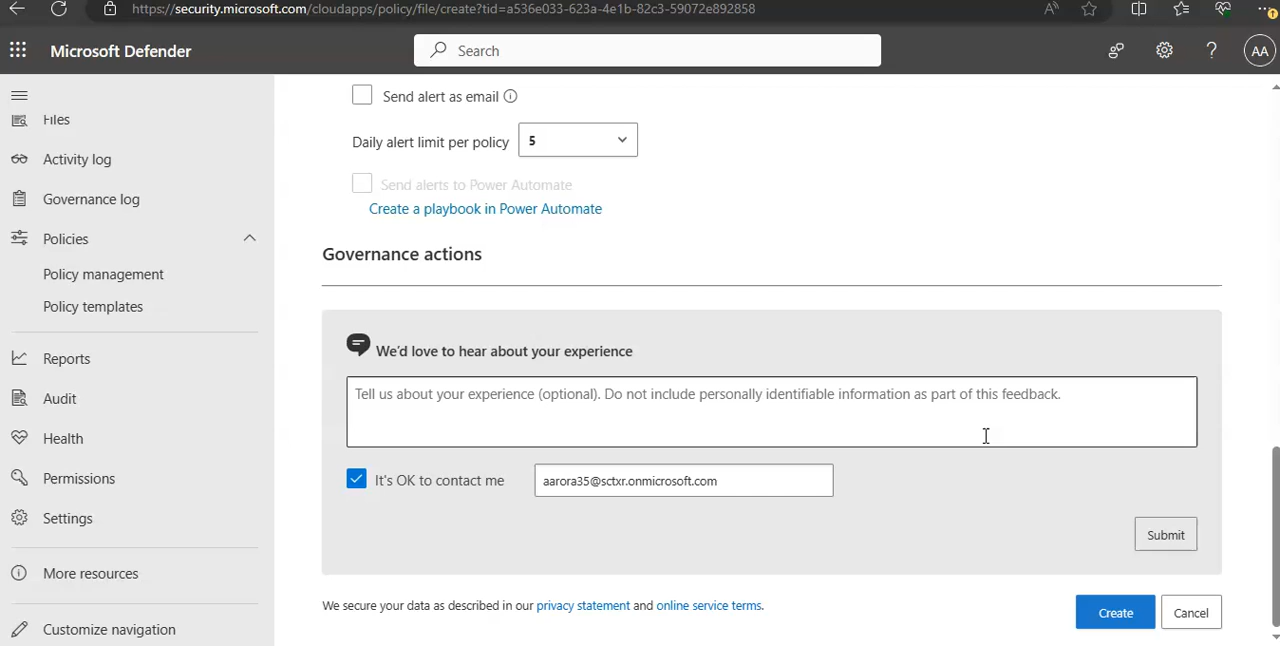 https://security.microsoft.com/cloudapps/policy/file/create?tid=a536e033-623a-4e1b-82c3-59072e892858
Microsoft Defender
Search
AA
Files
Activity log
Governance log
Policies
Policy management
Policy templates
Reports
Audit
Health
Permissions
Settings
More resources
Customize navigation
Send alert as email
Daily alert limit per policy 5
Send alerts to Power Automate
Create a playbook in Power Automate
Governance actions
We'd love to hear about your experience
Tell us about your experience (optional). Do not include personally identifiable information as part of this feedback.
It's OK to contact me aarora35@sctxr.onmicrosoft.com
Submit
We secure your data as described in our privacy statement and online service terms.
Create Cancel